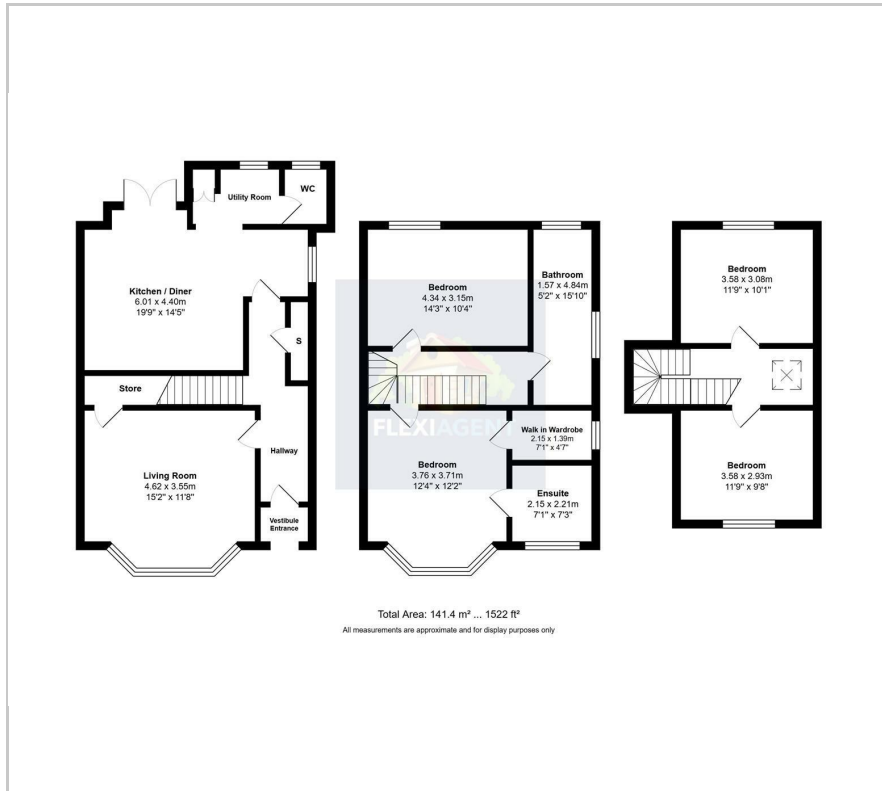 Utility Room
WC
Kitchen / Diner
6.01 x 4.40m
19'9" x 14'5"
S
Store
Living Room
4.62 x 3.55m
15'2" x 11'8"
Hallway
Vestibule
Entrance
Bedroom
4.34 x 3.15m
14'3" x 10'4"
Bathroom
1.57 x 4.84m
5'2" x 15'10"
FLEXIAGENT
Walk in Wardrobe
2.15 x 1.39m
7'1" x 4'7"
Bedroom
3.76 x 3.71m
12'4" x 12'2"
Ensuite
2.15 x 2.21m
7'1" x 7'3"
Bedroom
3.58 x 3.08m
11'9" x 10'1"
Bedroom
3.58 x 2.93m
11'9" x 9'8"
Total Area: 141.4 m² ... 1522 ft²
All measurements are approximate and for display purposes only